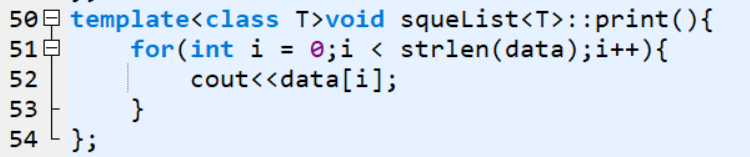 50 template<class T>void squeList<T>::print(){
51     for(int i = 0;i < strlen(data);i++){
52         cout<<data[i];
53     }
54 };